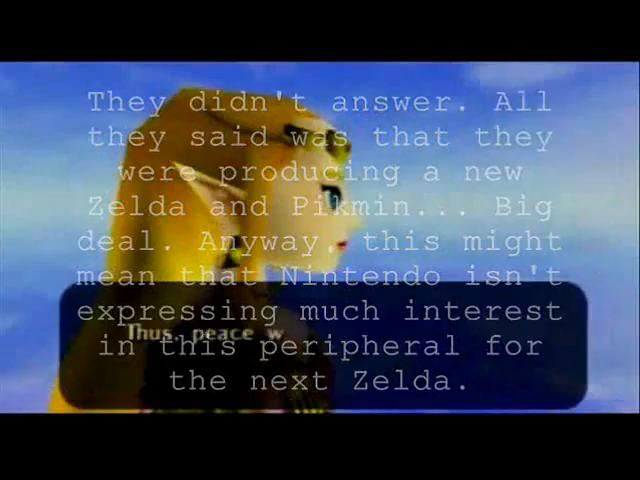 They didn't answer. All
they said was that they
were producing a new
Zelda and Pikmin... Big
deal. Anyway, this might
mean that Nintendo isn't
expressing much interest
Thus, peace w
in this peripheral for
the next Zelda.